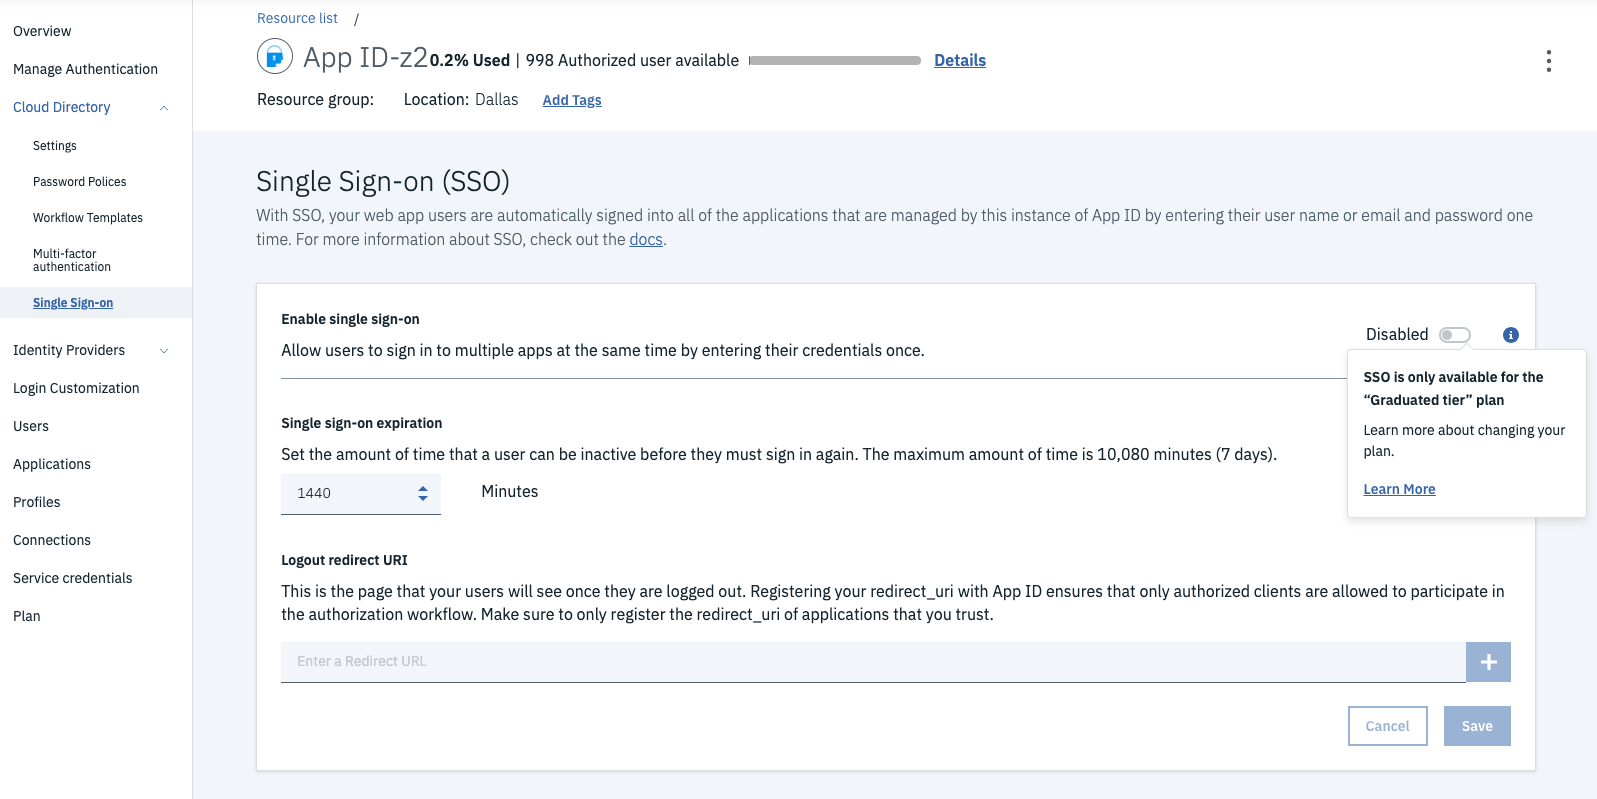 Overview
Manage Authentication
Cloud Directory
Settings
Password Polices
Workflow Templates
Multi-factor
authentication
Single Sign-on
Identity Providers
Login Customization
Users
Applications
Profiles
Connections
Service credentials
Plan
Resource list /
App ID-z2 0.2% Used | 998 Authorized user available Details
Resource group: Location: Dallas Add Tags
Single Sign-on (SSO)
With SSO, your web app users are automatically signed into all of the applications that are managed by this instance of App ID by entering their user name or email and password one
time. For more information about SSO, check out the docs.
Enable single sign-on
Allow users to sign in to multiple apps at the same time by entering their credentials once.
Disabled
SSO is only available for the
“Graduated tier” plan
Learn more about changing your
plan.
Learn More
Single sign-on expiration
Set the amount of time that a user can be inactive before they must sign in again. The maximum amount of time is 10,080 minutes (7 days).
1440 Minutes
Logout redirect URI
This is the page that your users will see once they are logged out. Registering your redirect_uri with App ID ensures that only authorized clients are allowed to participate in
the authorization workflow. Make sure to only register the redirect_uri of applications that you trust.
Enter a Redirect URL
Cancel Save